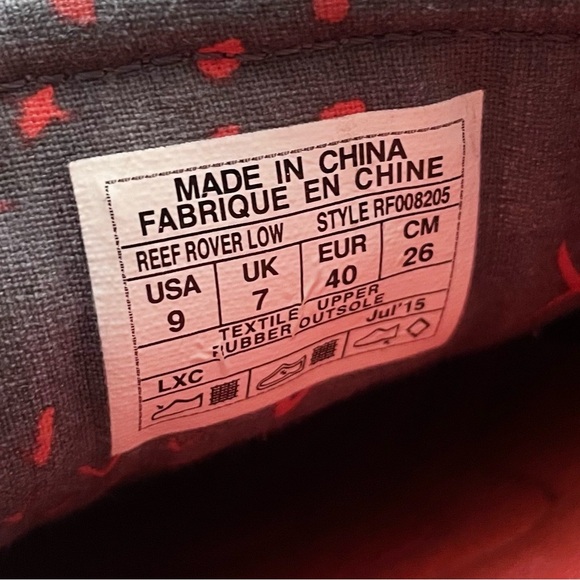 MADE IN CHINA
FABRIQUE EN CHINE
REEF ROVER LOW STYLE RF008205
USA UK EUR CM
9 7 40 26
TEXTILE UPPER
RUBBER OUTSOLE
Jul'15
LXC